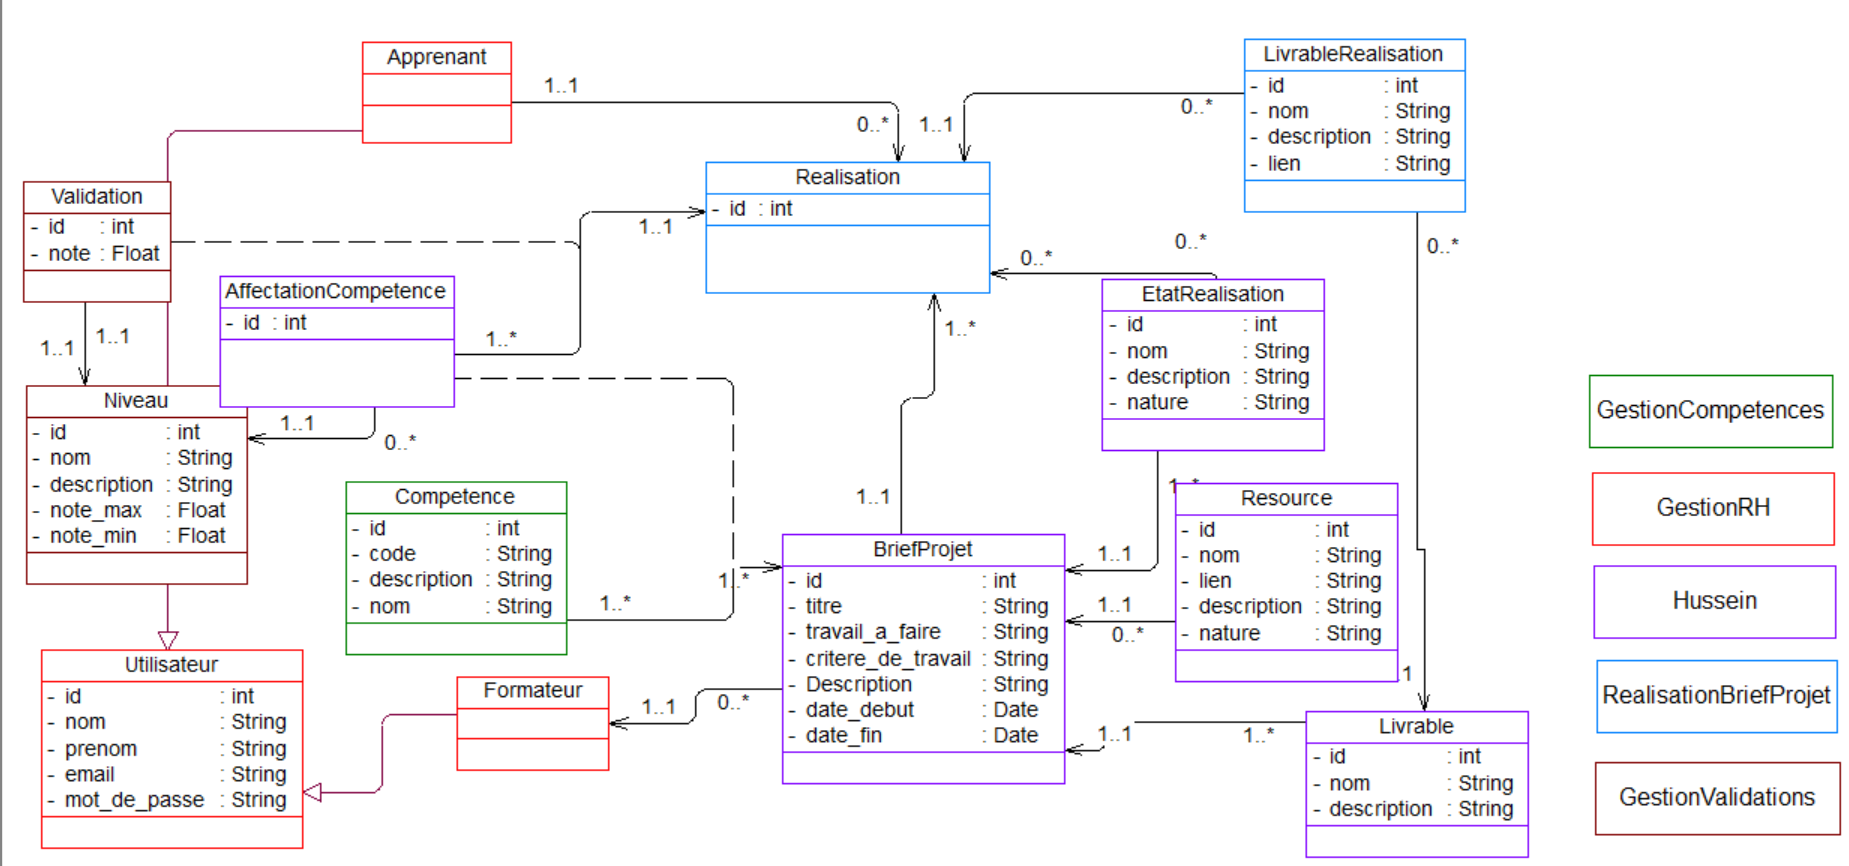 Apprenant
1..1
0..*
1..1
0..*
LivrableRealisation
- id : int
- nom : String
- description : String
- lien : String
0..*
Realisation
- id : int
Validation
- id : int
- note : Float
1..1
1..1
1..1
AffectationCompetence
- id : int
1..*
1..1
0..*
0..*
0..*
EtatRealisation
- id : int
- nom : String
- description : String
- nature : String
1..*
1..1
1..*
1..1
Niveau
- id : int
- nom : String
- description : String
- note_max : Float
- note_min : Float
Competence
- id : int
- code : String
- description : String
- nom : String
1..*
1..*
BriefProjet
- id : int
- titre : String
- travail_a_faire : String
- critere_de_travail : String
- Description : String
- date_debut : Date
- date_fin : Date
Resource
- id : int
- nom : String
- lien : String
- description : String
- nature : String
1..1
0..*
.1
Utilisateur
- id : int
- nom : String
- prenom : String
- email : String
- mot_de_passe : String
Formateur
1..1
0..*
1..1
1..*
Livrable
- id : int
- nom : String
- description : String
GestionCompetences
GestionRH
Hussein
RealisationBriefProjet
GestionValidations